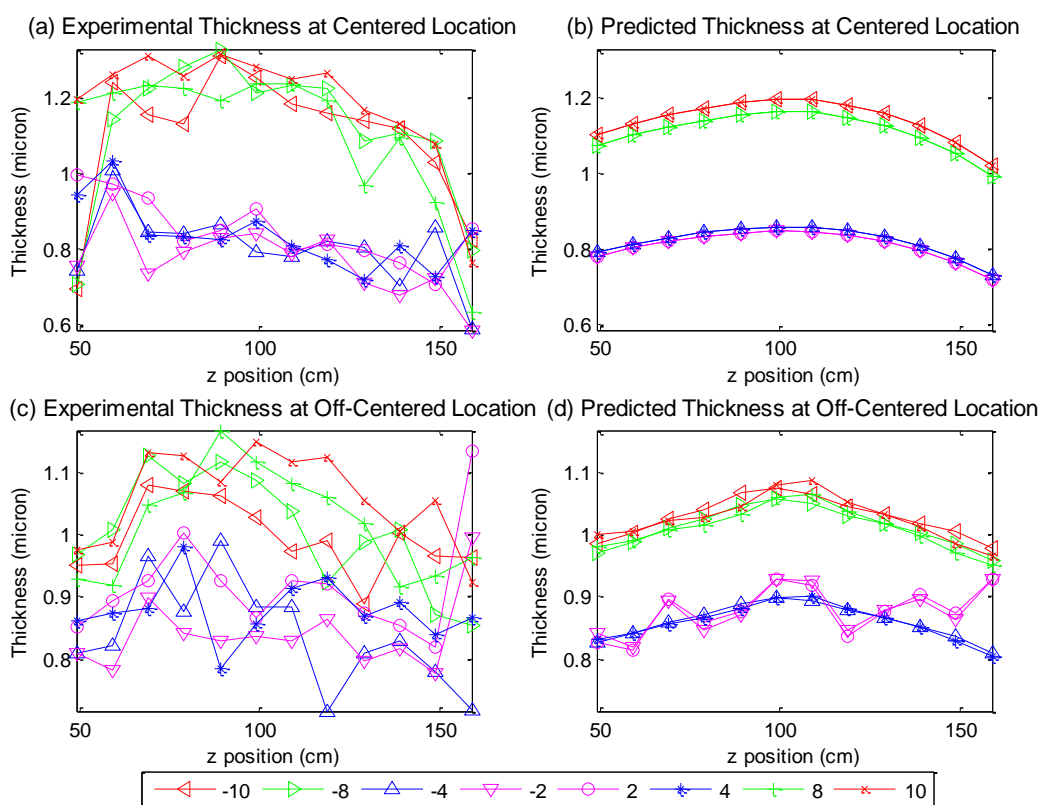 (a) Experimental Thickness at Centered Location
(b) Predicted Thickness at Centered Location
Thickness (micron)
1.2
1
0.8
0.6
50
100
150
z position (cm)
Thickness (micron)
1.2
1
0.8
0.6
50
100
150
z position (cm)
(c) Experimental Thickness at Off-Centered Location
(d) Predicted Thickness at Off-Centered Location
Thickness (micron)
1.1
1
0.9
0.8
50
100
150
z position (cm)
Thickness (micron)
1.1
1
0.9
0.8
50
100
150
z position (cm)
-10 -8 -4 -2 2 4 8 10